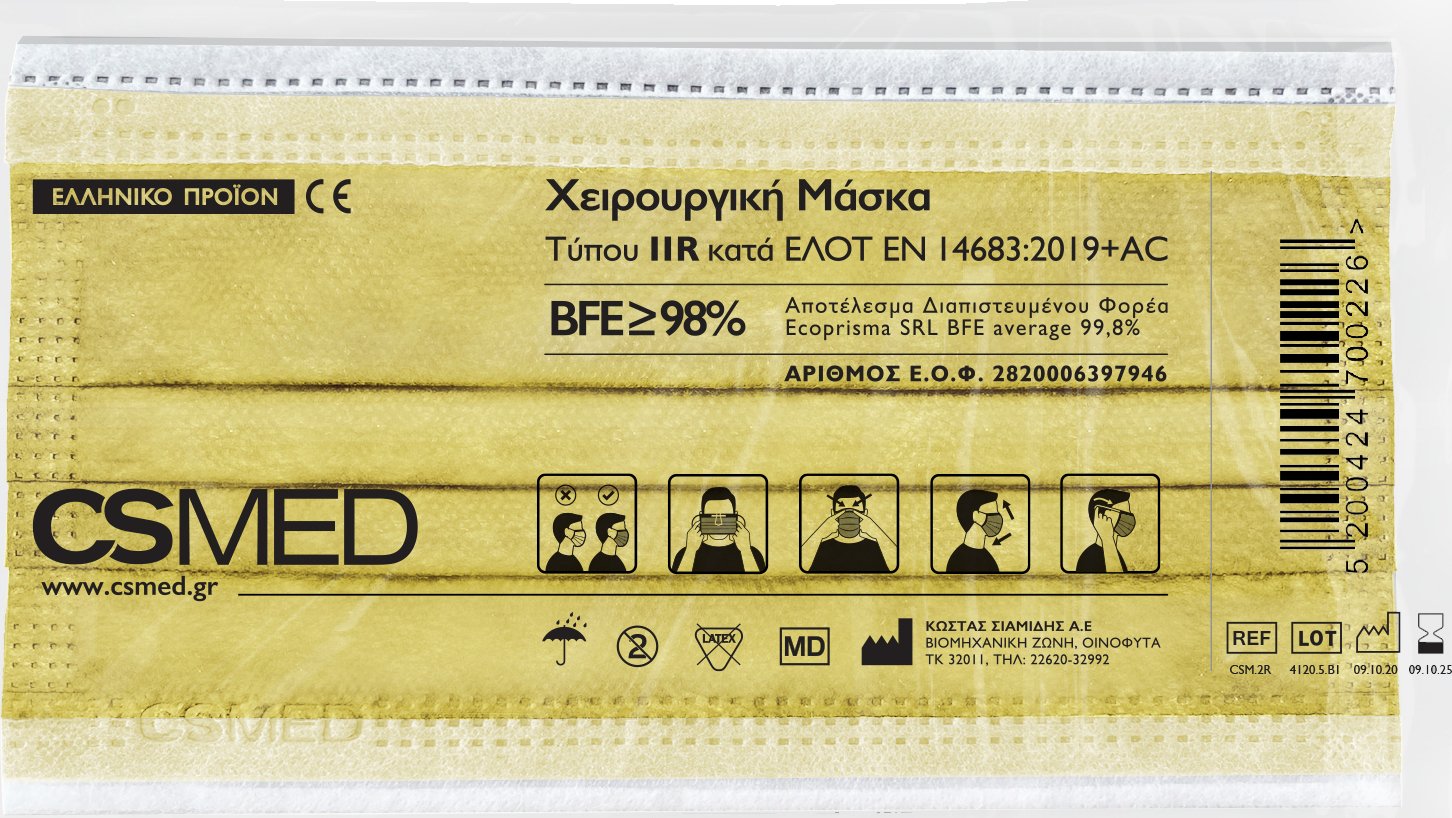 ΕΛΛΗΝΙΚΟ ΠΡΟΪΟΝ CE
Χειρουργική Μάσκα
Τύπου IIR κατά ΕΛΟΤ EN 14683:2019+AC
BFE≥98%
Αποτέλεσμα Διαπιστευμένου Φορέα
Ecoprisma SRL BFE average 99,8%
ΑΡΙΘΜΟΣ Ε.Ο.Φ. 2820006397946
CSMED
www.csmed.gr
2
LATEX
MD
ΚΩΣΤΑΣ ΣΙΑΜΙΔΗΣ Α.Ε
ΒΙΟΜΗΧΑΝΙΚΗ ΖΩΝΗ, ΟΙΝΟΦΥΤΑ
ΤΚ 32011, ΤΗΛ: 22620-32992
5 200424 700226 >
REF LOT
CSM.2R 4120.5.B1 09.10.20 09.10.25
CSMED